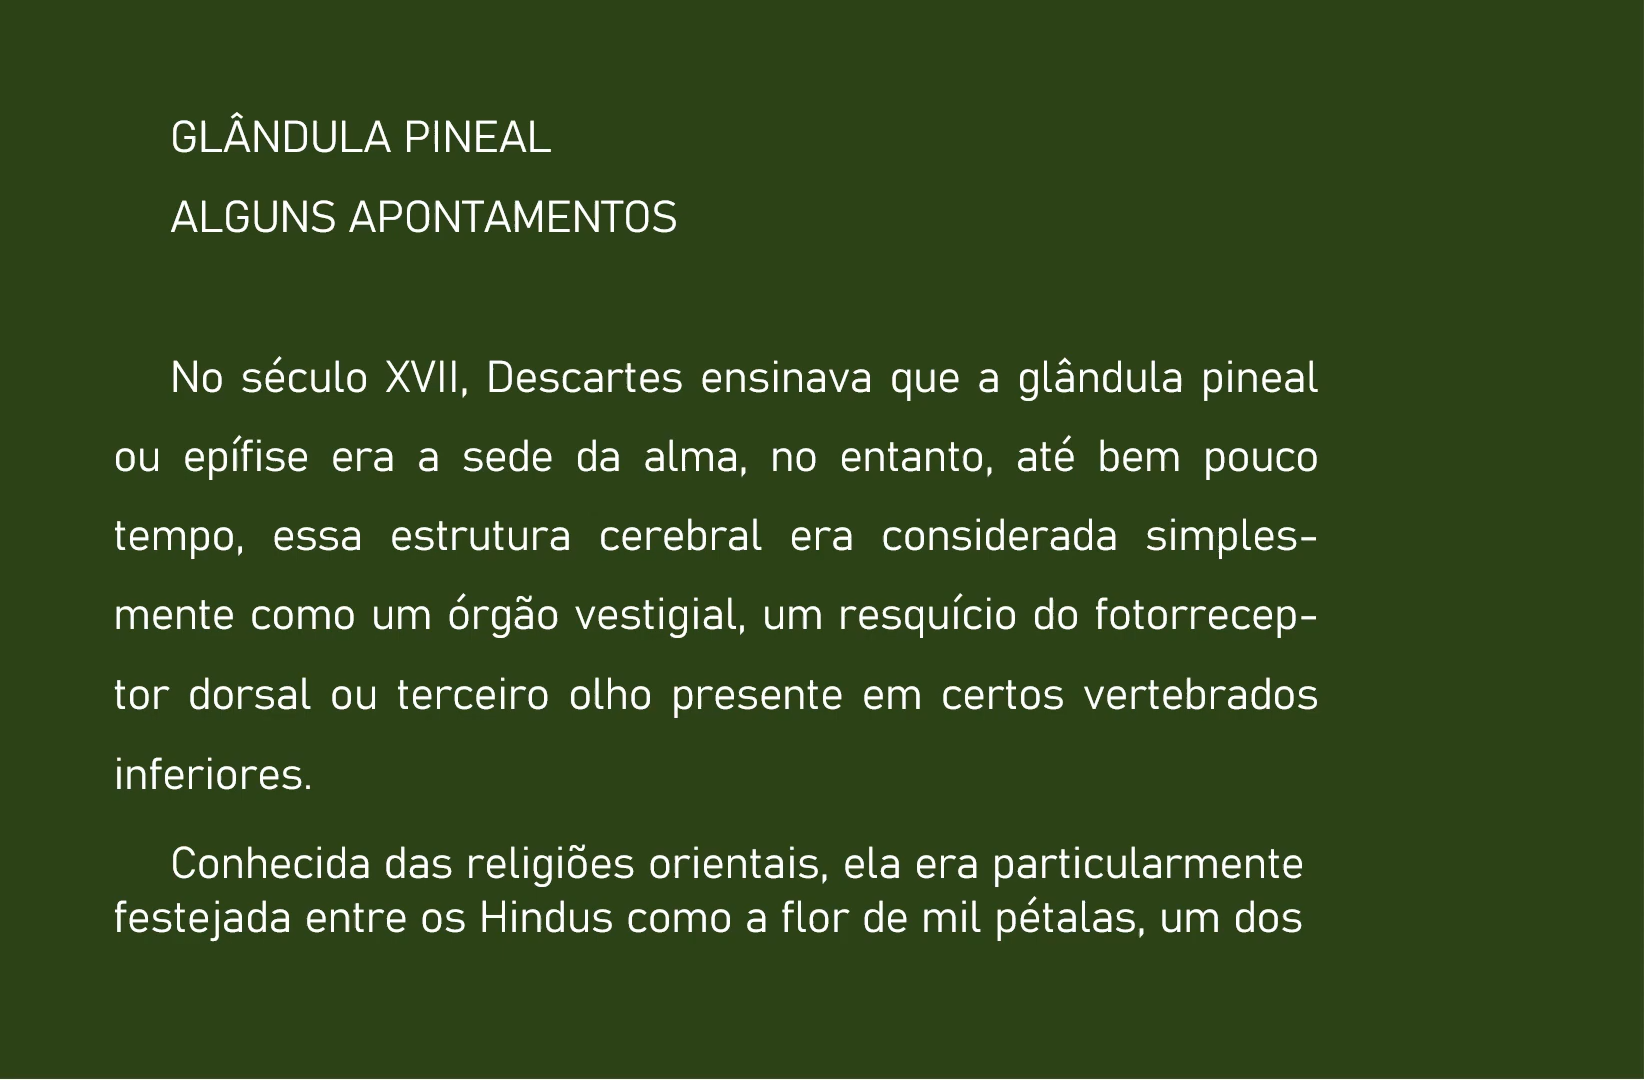 GLÂNDULA PINEAL
ALGUNS APONTAMENTOS
No século XVII, Descartes ensinava que a glândula pineal
ou epífise era a sede da alma, no entanto, até bem pouco
tempo, essa estrutura cerebral era considerada simples-
mente como um órgão vestigial, um resquício do fotorrecep-
tor dorsal ou terceiro olho presente em certos vertebrados
inferiores.
Conhecida das religiões orientais, ela era particularmente
festejada entre os Hindus como a flor de mil pétalas, um dos